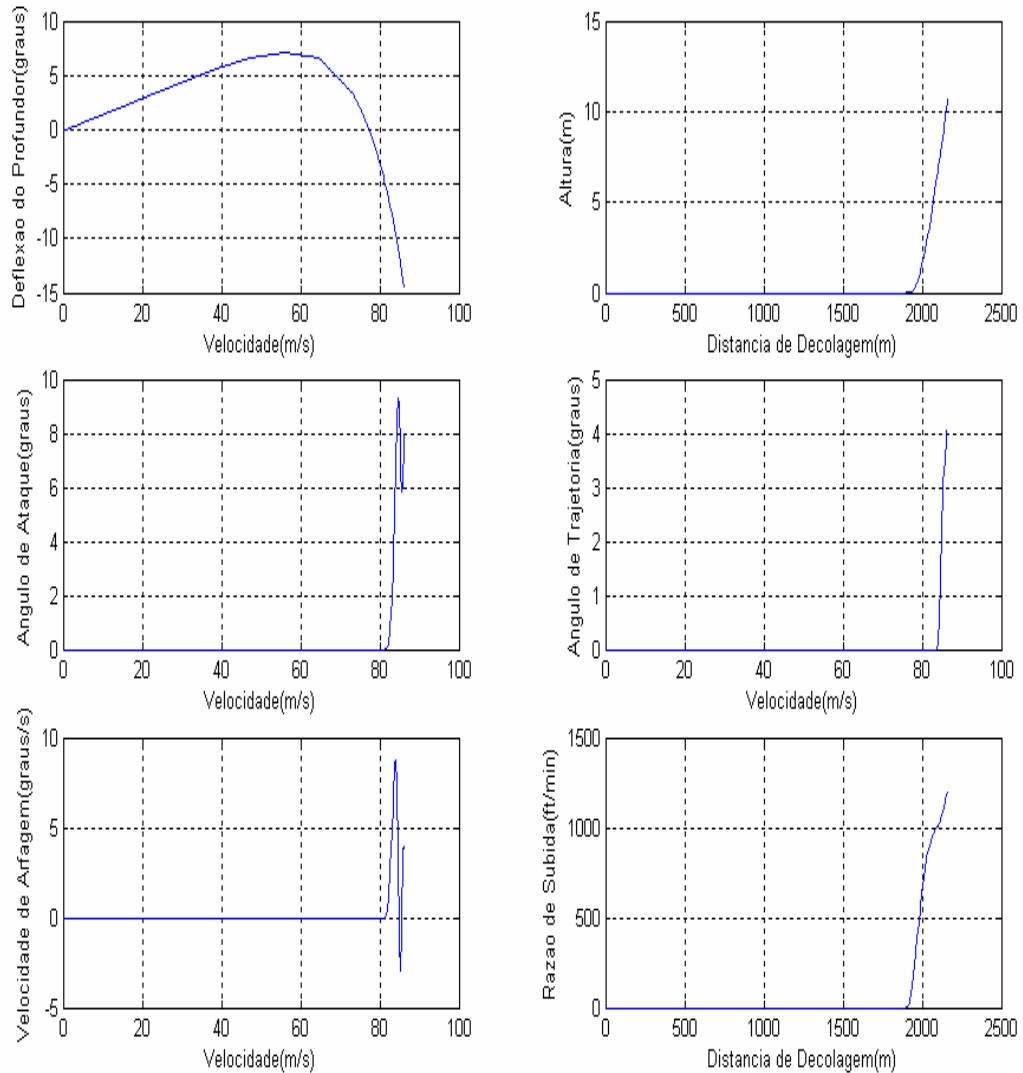 Deflexao do Profundor(graus)
10
5
0
-5
-10
-15
0 20 40 60 80 100
Velocidade(m/s)
Altura(m)
15
10
5
0
0 500 1000 1500 2000 2500
Distancia de Decolagem(m)
Angulo de Ataque(graus)
10
8
6
4
2
0
0 20 40 60 80 100
Velocidade(m/s)
Angulo de Trajetoria(graus)
5
4
3
2
1
0
0 20 40 60 80 100
Velocidade(m/s)
Velocidade de Arfagem(graus/s)
10
5
0
-5
0 20 40 60 80 100
Velocidade(m/s)
Razao de Subida(ft/min)
1500
1000
500
0
0 500 1000 1500 2000 2500
Distancia de Decolagem(m)